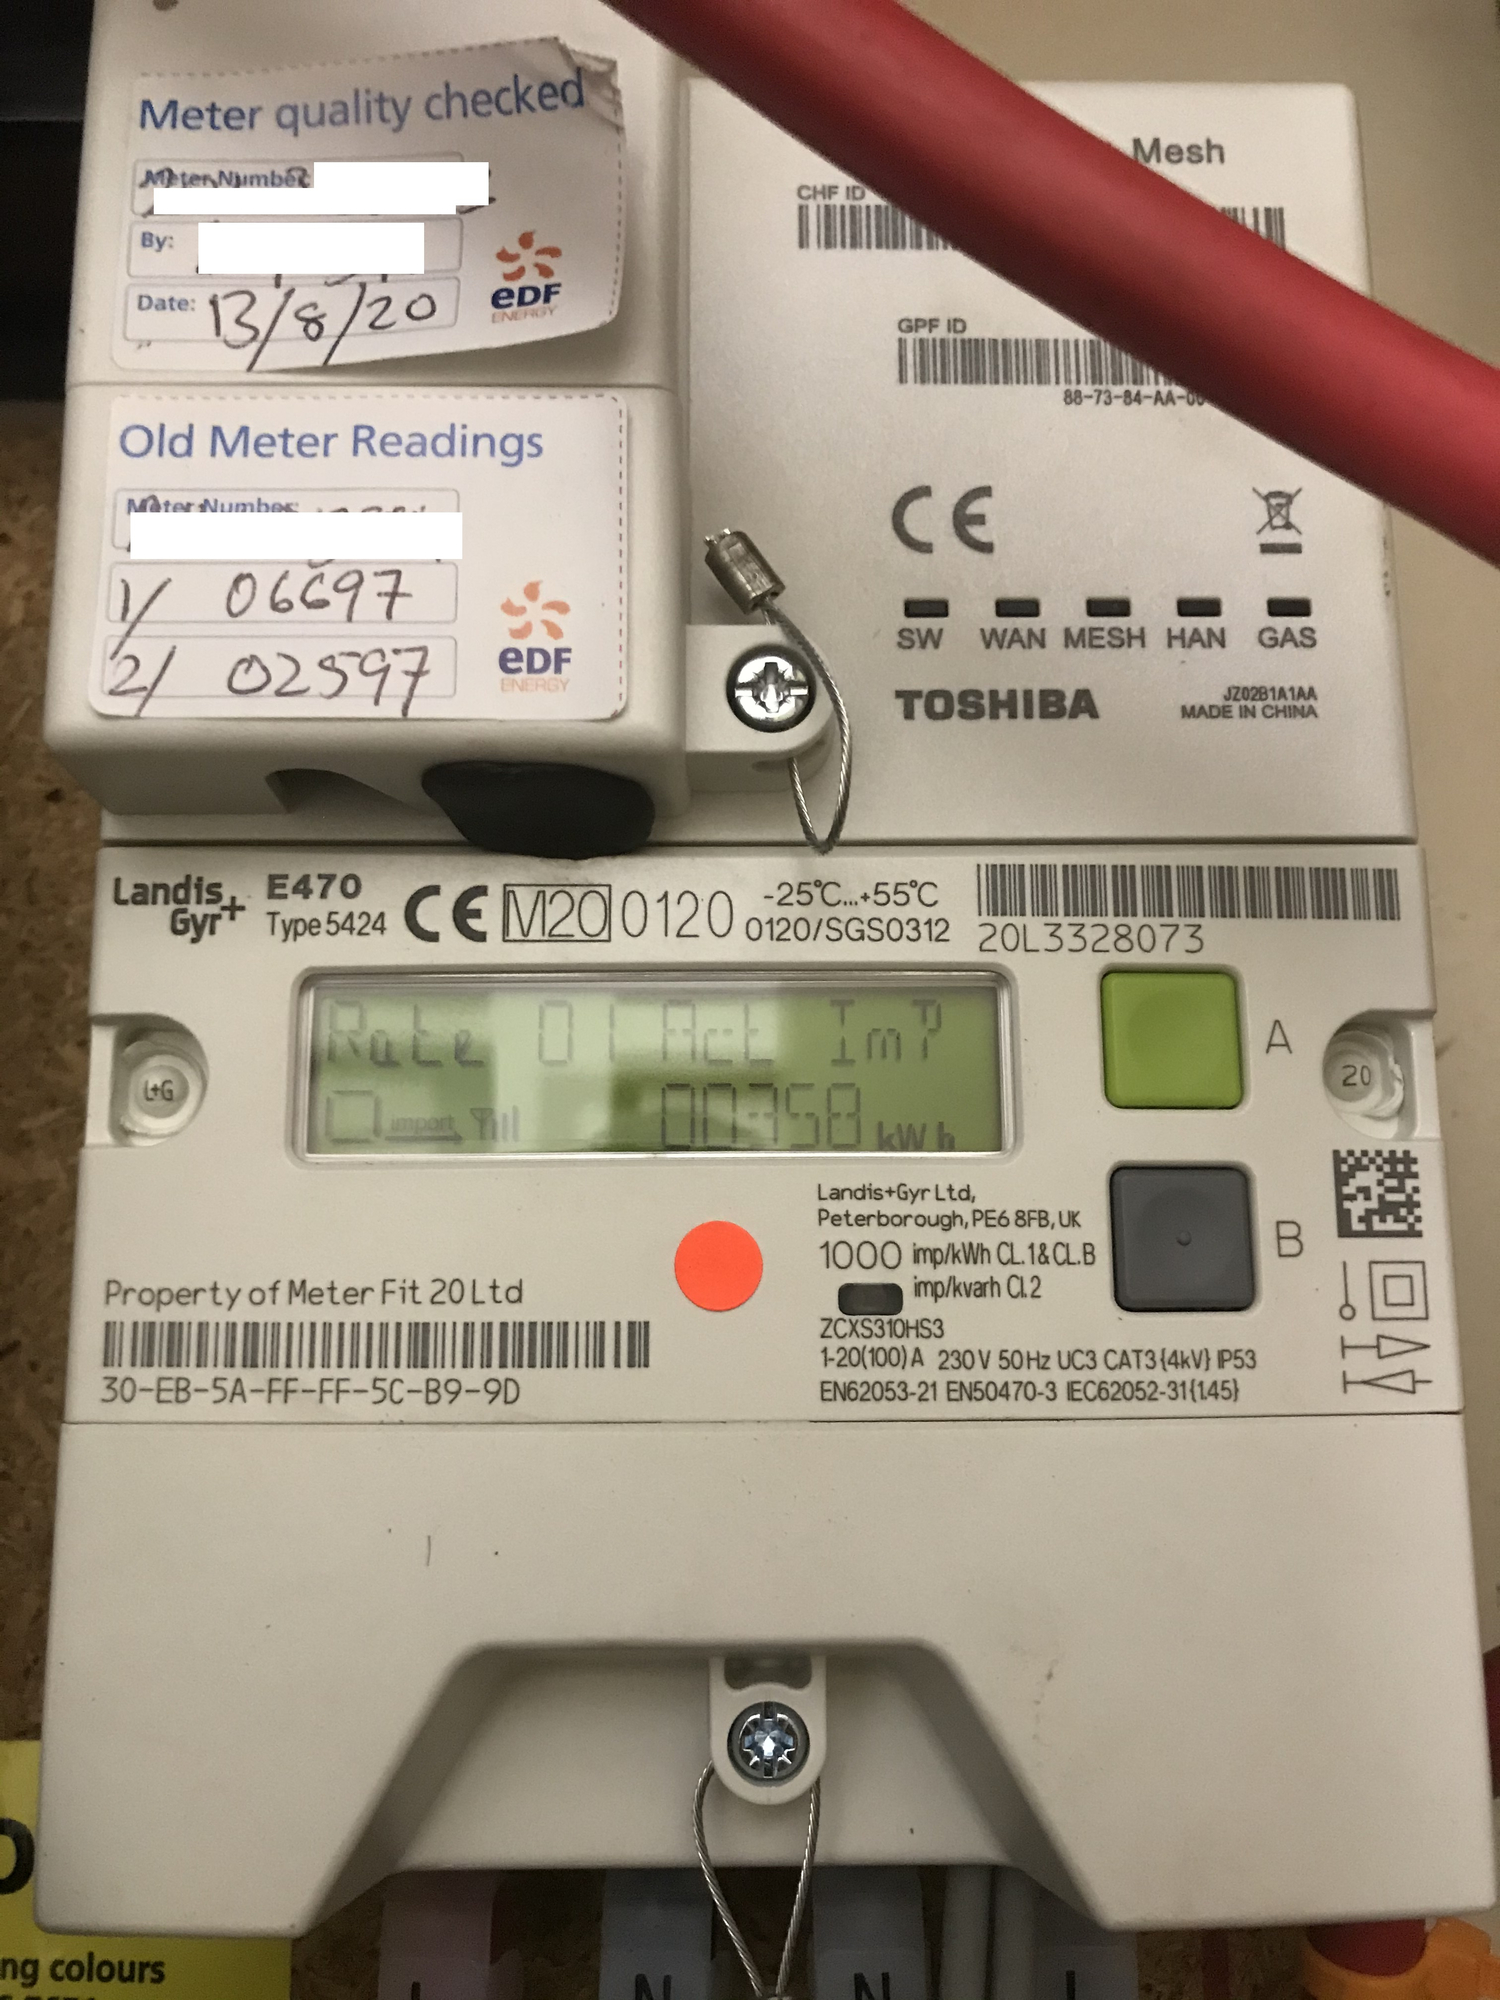 Meter quality checked
Meter Number:
By:
Date: 13/8/20
eDF
ENERGY
Old Meter Readings
Meter Number:
1/ 06697
2/ 02597
eDF
ENERGY
Mesh
CHF ID
GPF ID
88-73-84-AA-00
CE
SW WAN MESH HAN GAS
TOSHIBA
JZ02B1A1AA
MADE IN CHINA
Landis+
Gyr+
E470
Type 5424
CE M20 0120
-25°C...+55°C
0120/SGS0312
20L3328073
Rate 01 Act Imp
import 00358 kWh
A
L+G
20
B
Landis+Gyr Ltd,
Peterborough, PE6 8FB, UK
1000 imp/kWh CL.1&CL.B
imp/kvarh Cl.2
ZCXS310HS3
1-20(100)A 230V 50Hz UC3 CAT3{4kV} IP53
EN62053-21 EN50470-3 IEC62052-31{1.45}
Property of Meter Fit 20 Ltd
30-EB-5A-FF-FF-5C-B9-9D
ng colours
L N N L